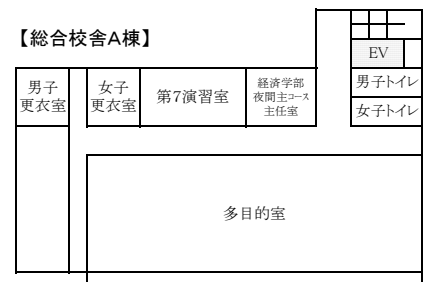 【総合校舎A棟】
EV
男子
更衣室
女子
更衣室
第7演習室
経済学部
夜間主コース
主任室
男子トイレ
女子トイレ
多目的室